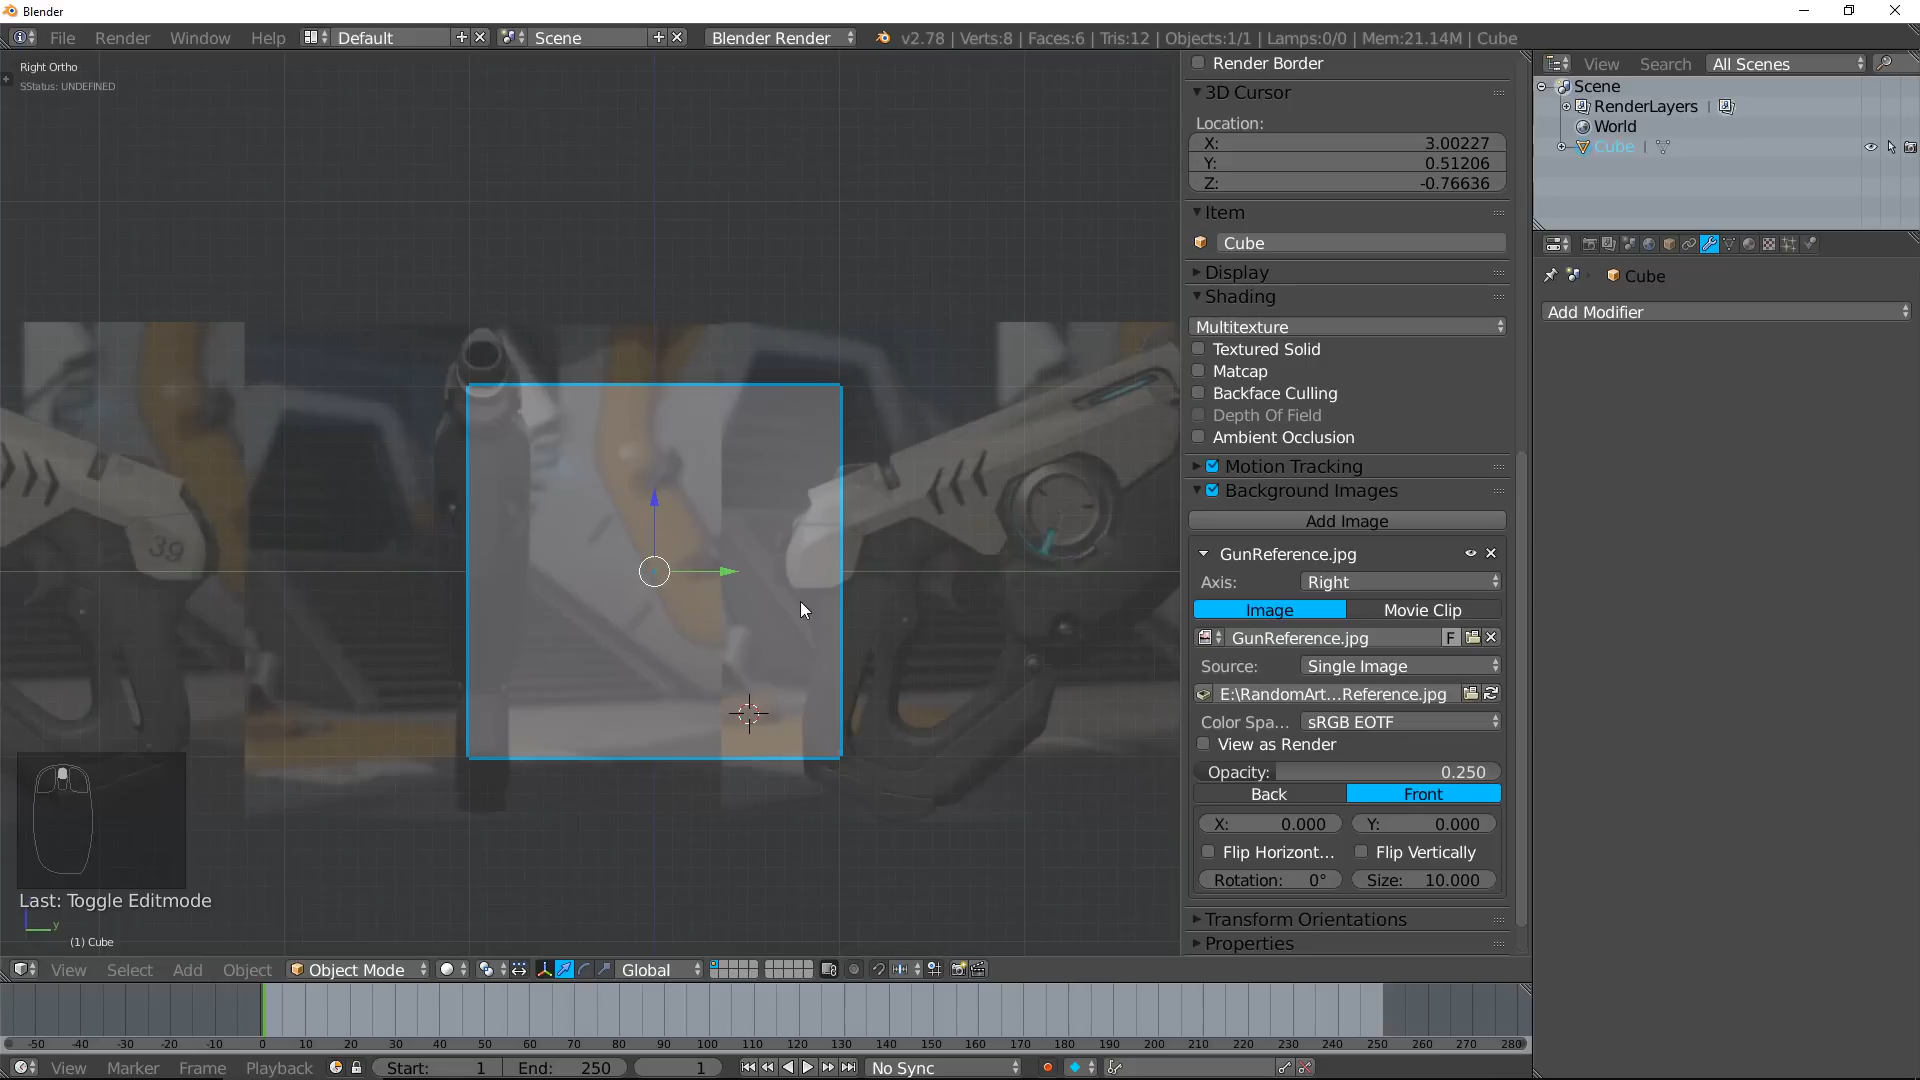 Blender
File Render Window Help Default Scene Blender Render v2.78 | Verts:8 | Faces:6 | Tris:12 | Objects:1/1 | Lamps:0/0 | Mem:21.14M | Cube
Right Ortho
SStatus: UNDEFINED
39
Last: Toggle Editmode
y
(1) Cube
View Select Add Object Object Mode Global
Render Border
3D Cursor
Location:
X: 3.00227
Y: 0.51206
Z: -0.76636
Item
Cube
Display
Shading
Multitexture
Textured Solid
Matcap
Backface Culling
Depth Of Field
Ambient Occlusion
Motion Tracking
Background Images
Add Image
GunReference.jpg
Axis: Right
Image Movie Clip
GunReference.jpg F
Source: Single Image
E:\RandomArt...Reference.jpg
Color Spa... sRGB EOTF
View as Render
Opacity: 0.250
Back Front
X: 0.000 Y: 0.000
Flip Horizont... Flip Vertically
Rotation: 0° Size: 10.000
Transform Orientations
Properties
View Search All Scenes
Scene
RenderLayers |
World
Cube |
Cube
Add Modifier
-50 -40 -30 -20 -10 0 10 20 30 40 50 60 70 80 90 100 110 120 130 140 150 160 170 180 190 200 210 220 230 240 250 260 270 280
View Marker Frame Playback Start: 1 End: 250 1 No Sync